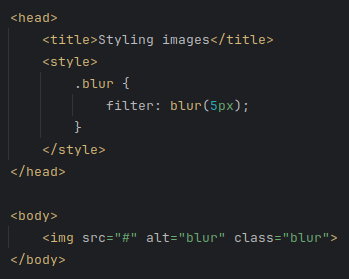 <head>
    <title>Styling images</title>
    <style>
        .blur {
            filter: blur(5px);
        }
    </style>
</head>

<body>
    <img src="#" alt="blur" class="blur">
</body>